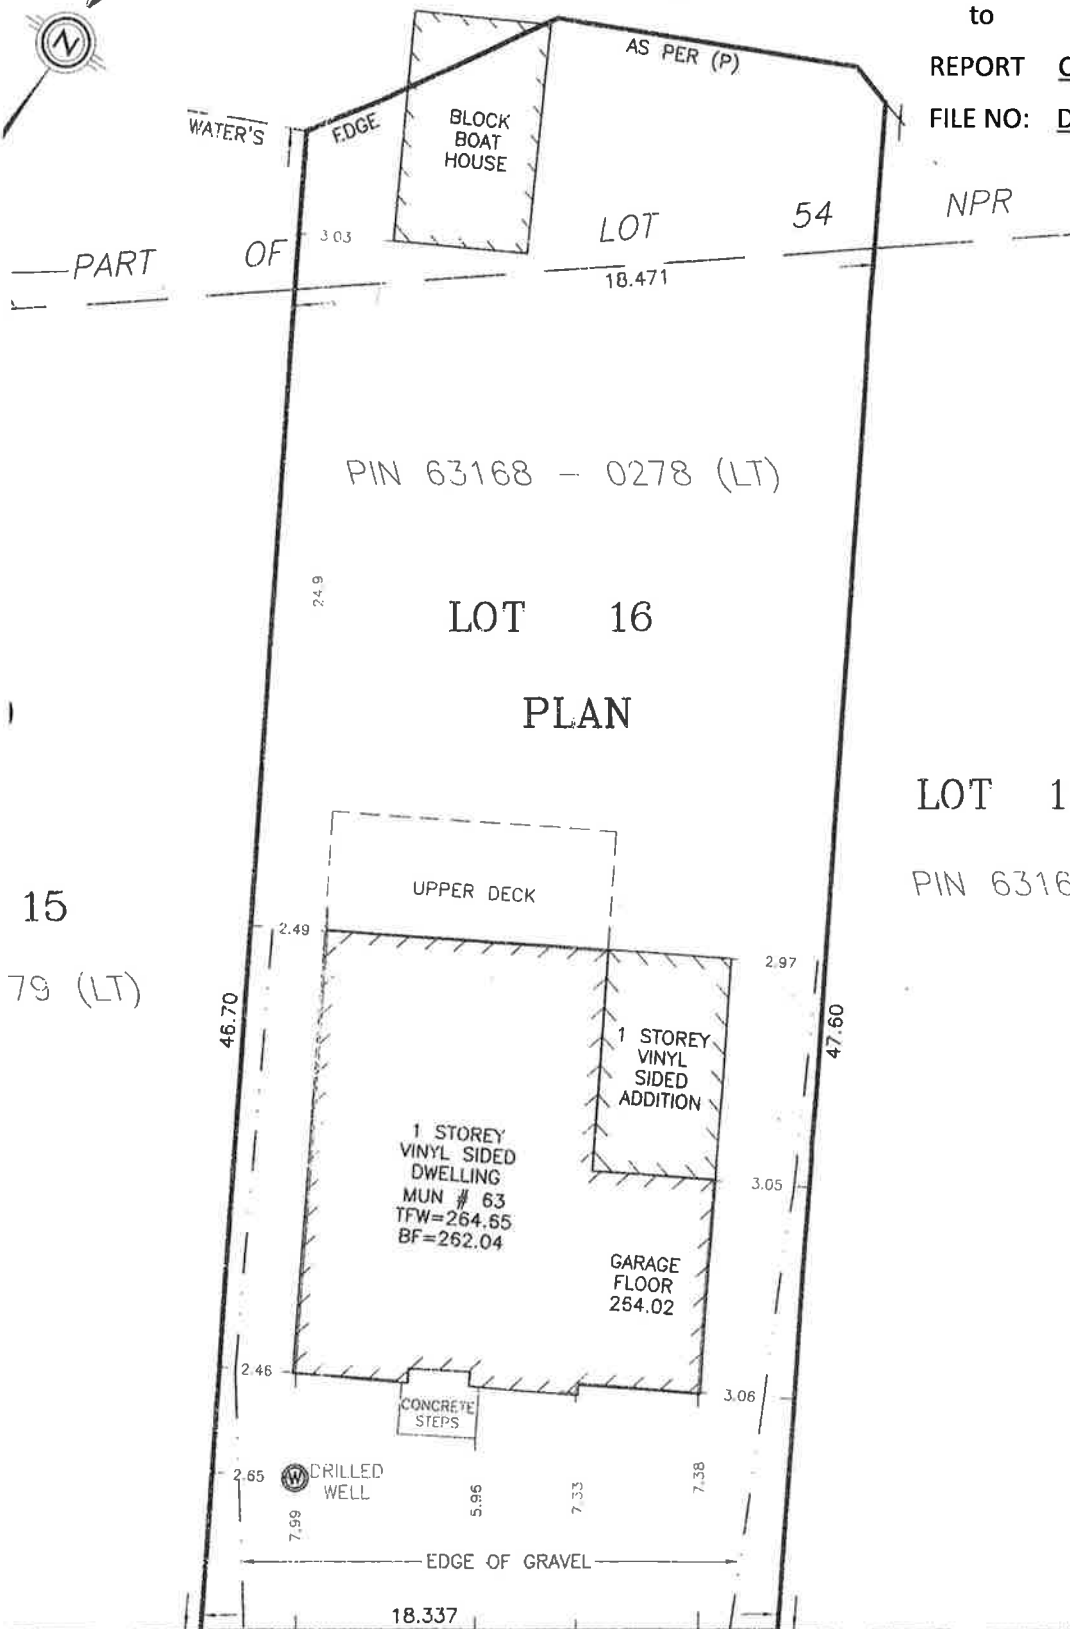 to
REPORT
FILE NO:
N
AS PER (P)
WATER'S
EDGE
BLOCK
BOAT
HOUSE
PART OF LOT 54 NPR
3.03
18.471
PIN 63168 - 0278 (LT)
24.9
LOT 16
PLAN
LOT 1
PIN 6316
UPPER DECK
15
79 (LT)
2.49
2.97
46.70
47.60
1 STOREY
VINYL
SIDED
ADDITION
1 STOREY
VINYL SIDED
DWELLING
MUN # 63
TFW=264.65
BF=262.04
3.05
GARAGE
FLOOR
264.02
2.46
3.06
CONCRETE
STEPS
2.65
W
DRILLED
WELL
7.99
5.95
7.33
7.38
EDGE OF GRAVEL
18.337